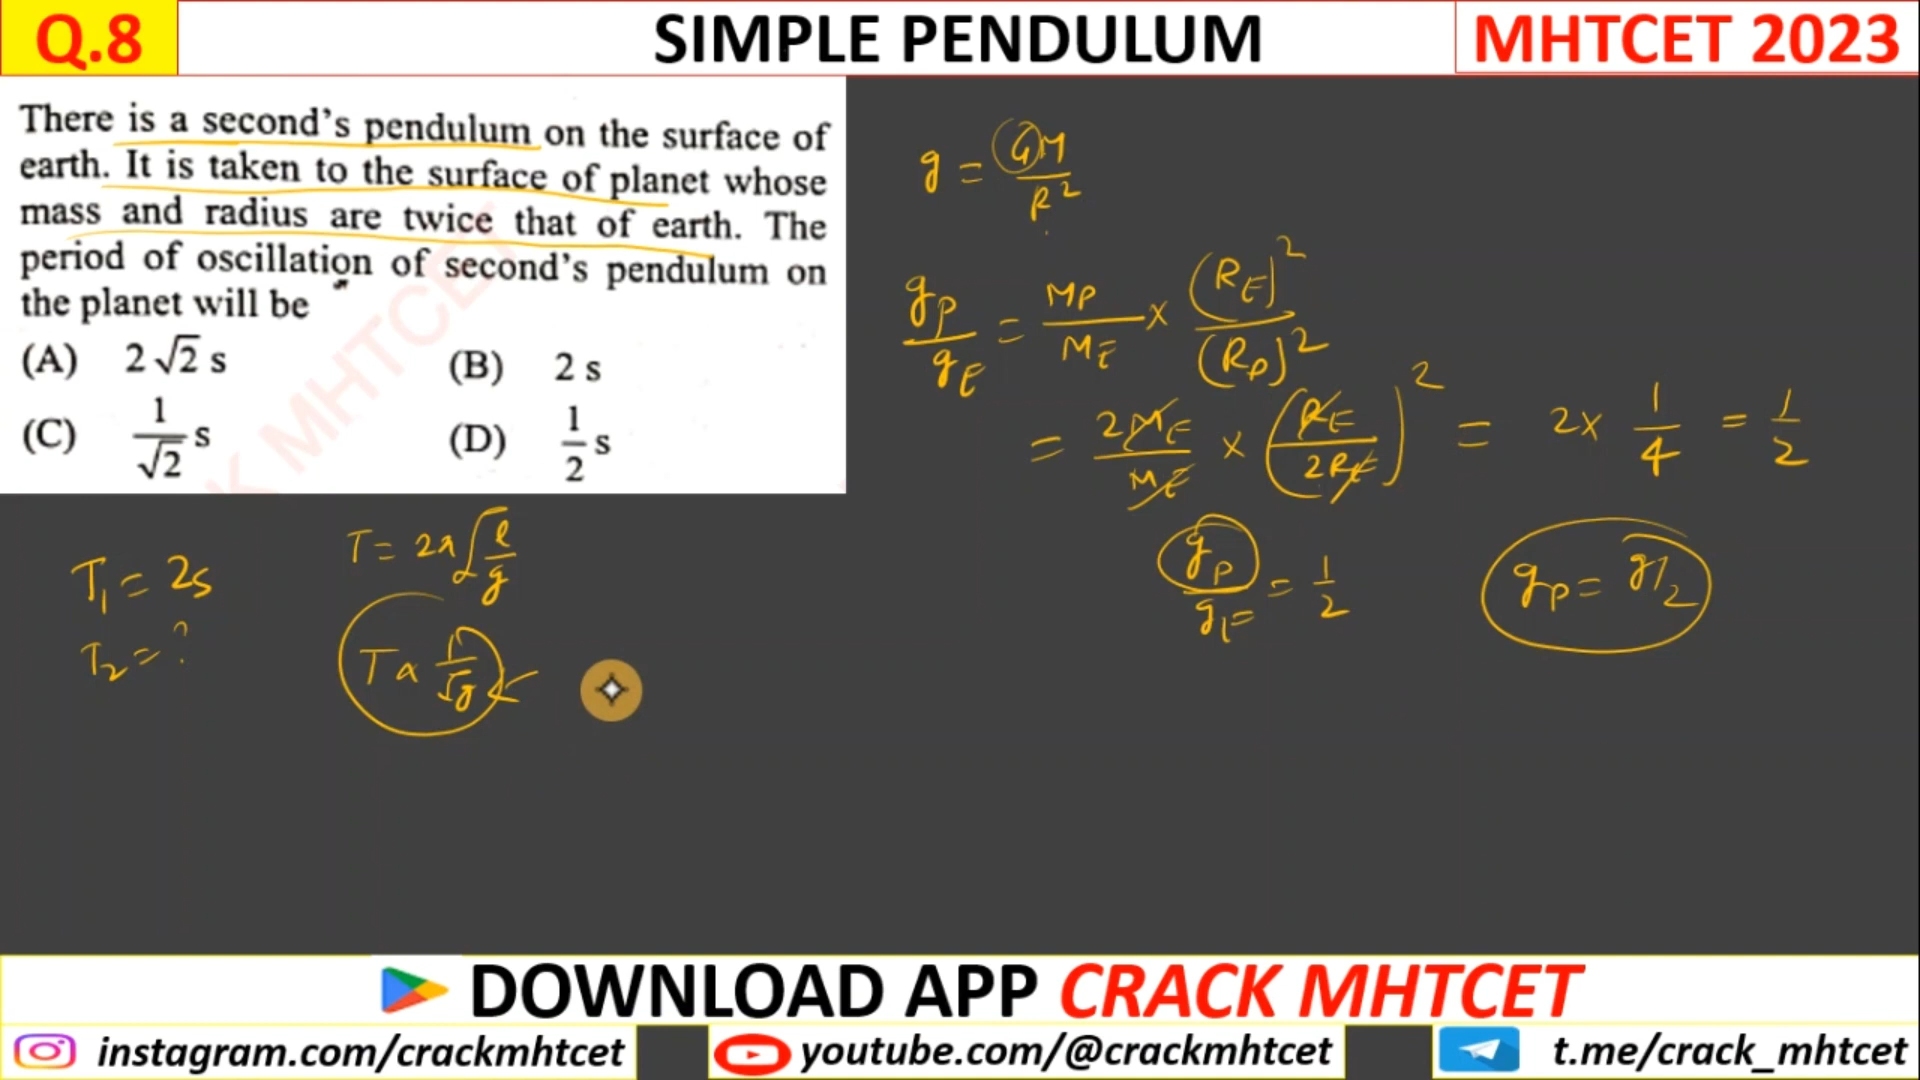 Q.8
SIMPLE PENDULUM
MHTCET 2023
There is a second's pendulum on the surface of
earth. It is taken to the surface of planet whose
mass and radius are twice that of earth. The
period of oscillation of second's pendulum on
the planet will be
(A) 2√2 s (B) 2 s
(C) 1/√2 s (D) 1/2 s
K MHTCET
g = GM/R²
gP/gE = MP/ME × (RE)²/(RP)²
= 2ME/ME × (RE/2RE)² = 2x 1/4 = 1/2
gP/gE = 1/2
gP = g/2
T₁ = 2s
T₂ = ?
T = 2π√(l/g)
T α 1/√g
DOWNLOAD APP CRACK MHTCET
instagram.com/crackmhtcet
youtube.com/@crackmhtcet
t.me/crack_mhtcet